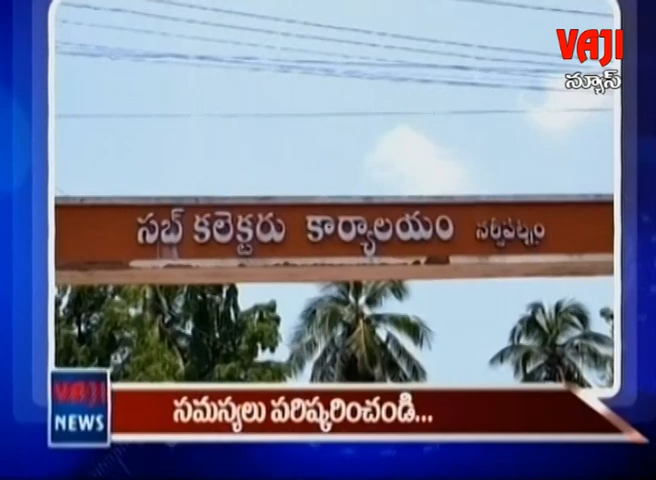 VAJI
న్యూస్
సబ్ కలెక్టరు కార్యాలయం నర్సీపట్నం
VAJI
NEWS
సమస్యలు పరిష్కరించండి...